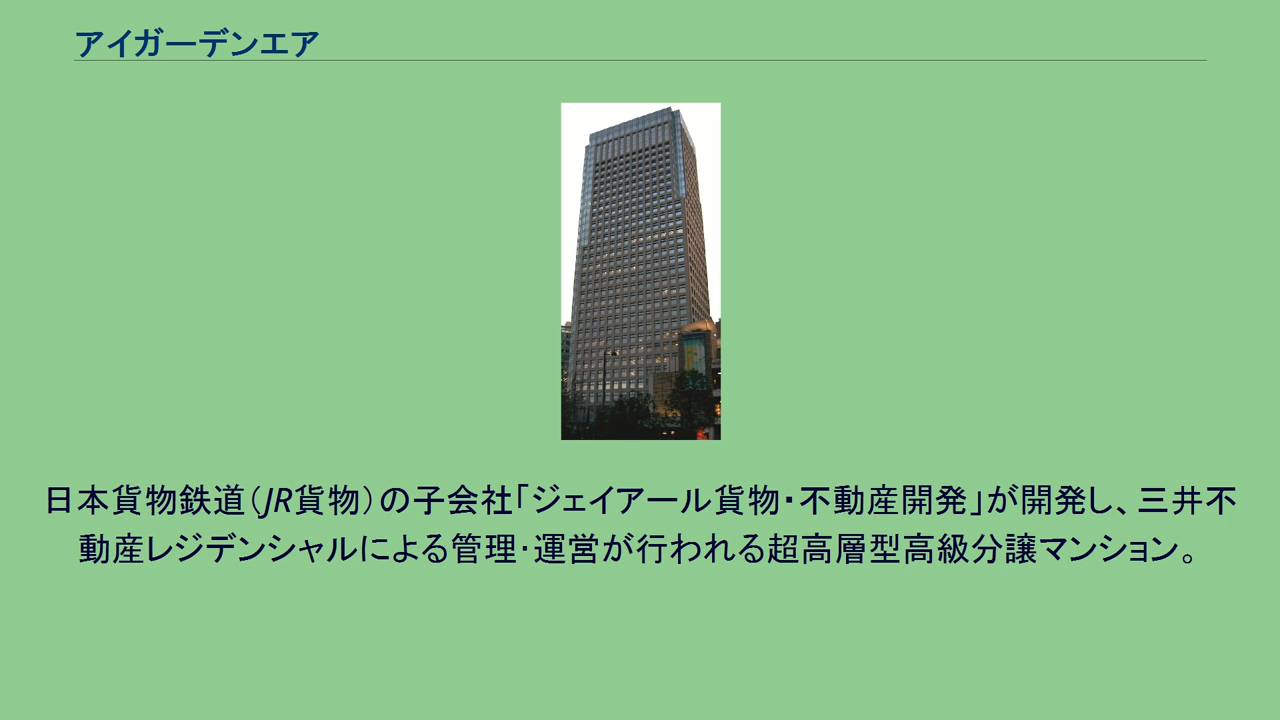 アイガーデンエア
日本貨物鉄道（JR貨物）の子会社「ジェイアール貨物・不動産開発」が開発し、三井不
動産レジデンシャルによる管理・運営が行われる超高層型高級分譲マンション。